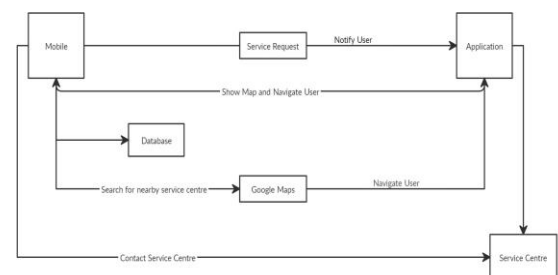 Mobile
Service Request
Notify User
Application
Show Map and Navigate User
Database
Search for nearby service centre
Google Maps
Navigate User
Contact Service Centre
Service Centre